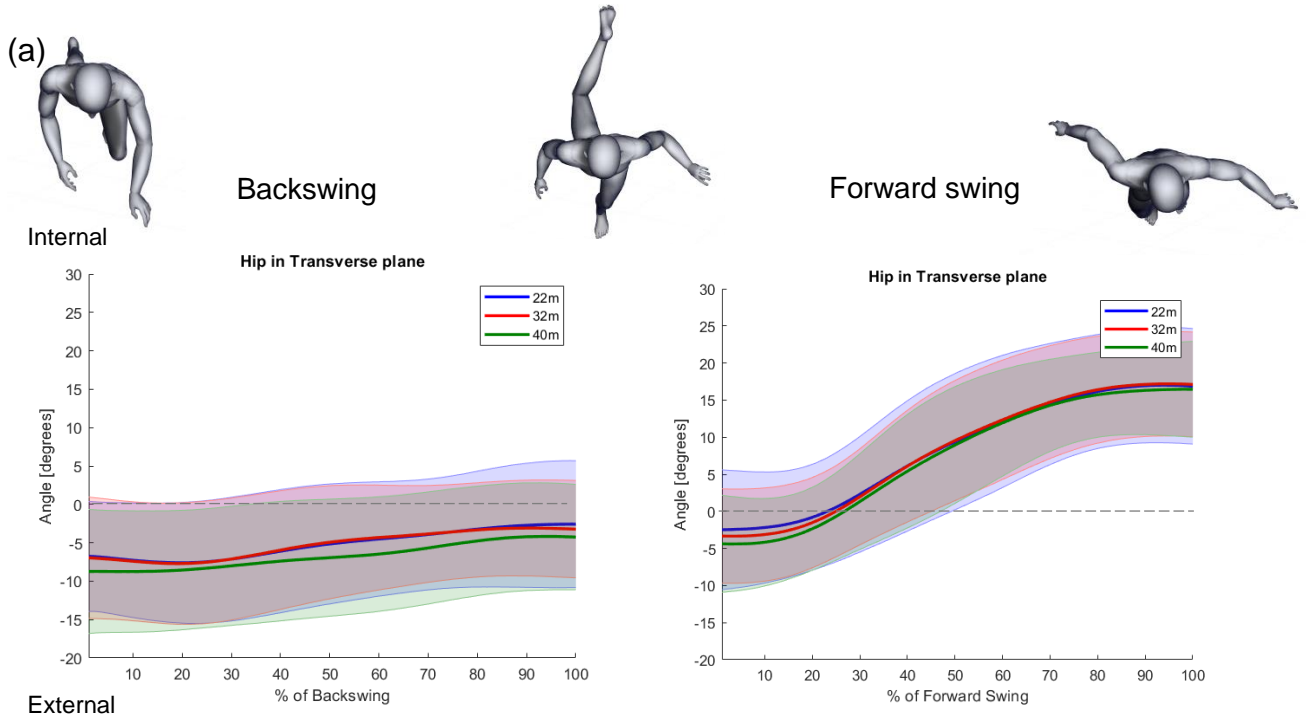 (a)
Backswing
Forward swing
Internal
Hip in Transverse plane
30
25
20
15
10
5
0
-5
-10
-15
-20
Angle [degrees]
22m
32m
40m
10 20 30 40 50 60 70 80 90 100
% of Backswing
External
Hip in Transverse plane
30
25
20
15
10
5
0
-5
-10
-15
-20
Angle [degrees]
22m
32m
40m
10 20 30 40 50 60 70 80 90 100
% of Forward Swing